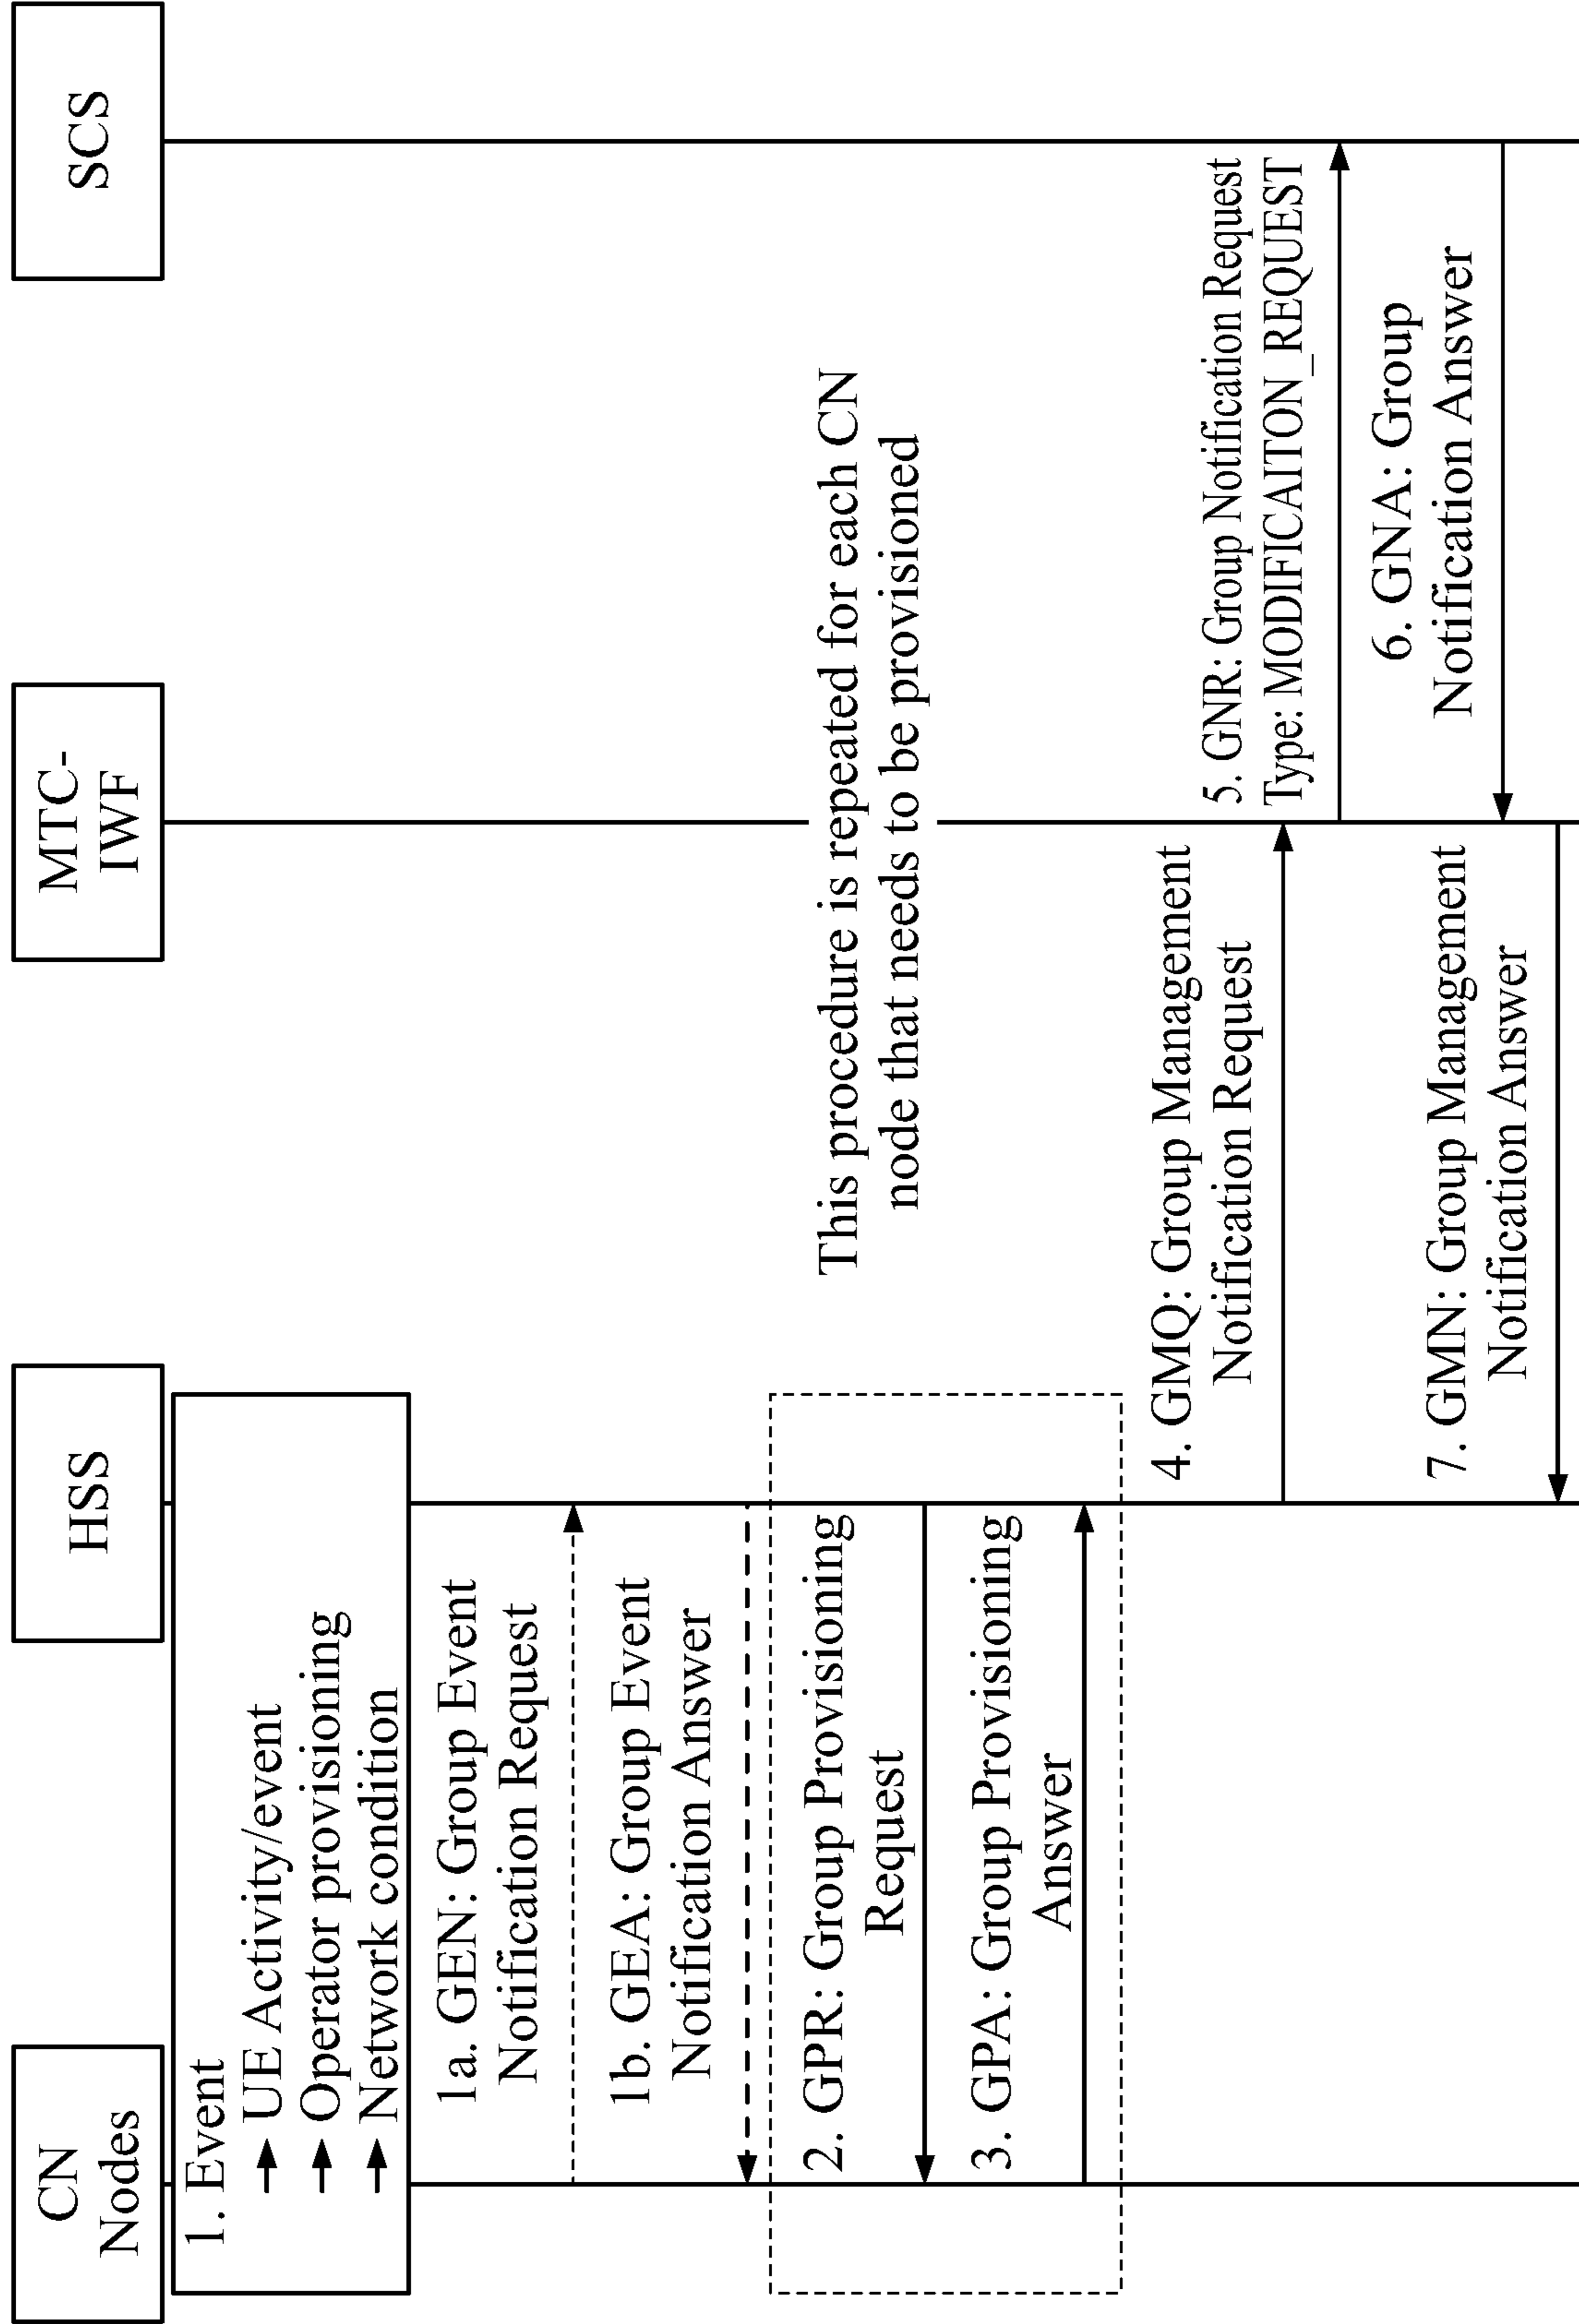 CN
Nodes
HSS
MTC-
IWF
SCS
1. Event
UE Activity/event
Operator provisioning
Network condition
1a. GEN: Group Event
Notification Request
1b. GEA: Group Event
Notification Answer
2. GPR: Group Provisioning
Request
This procedure is repeated for each CN
node that needs to be provisioned
3. GPA: Group Provisioning
Answer
4. GMQ: Group Management
Notification Request
5. GNR: Group Notification Request
Type: MODIFICAITON_REQUEST
6. GNA: Group
Notification Answer
7. GMN: Group Management
Notification Answer